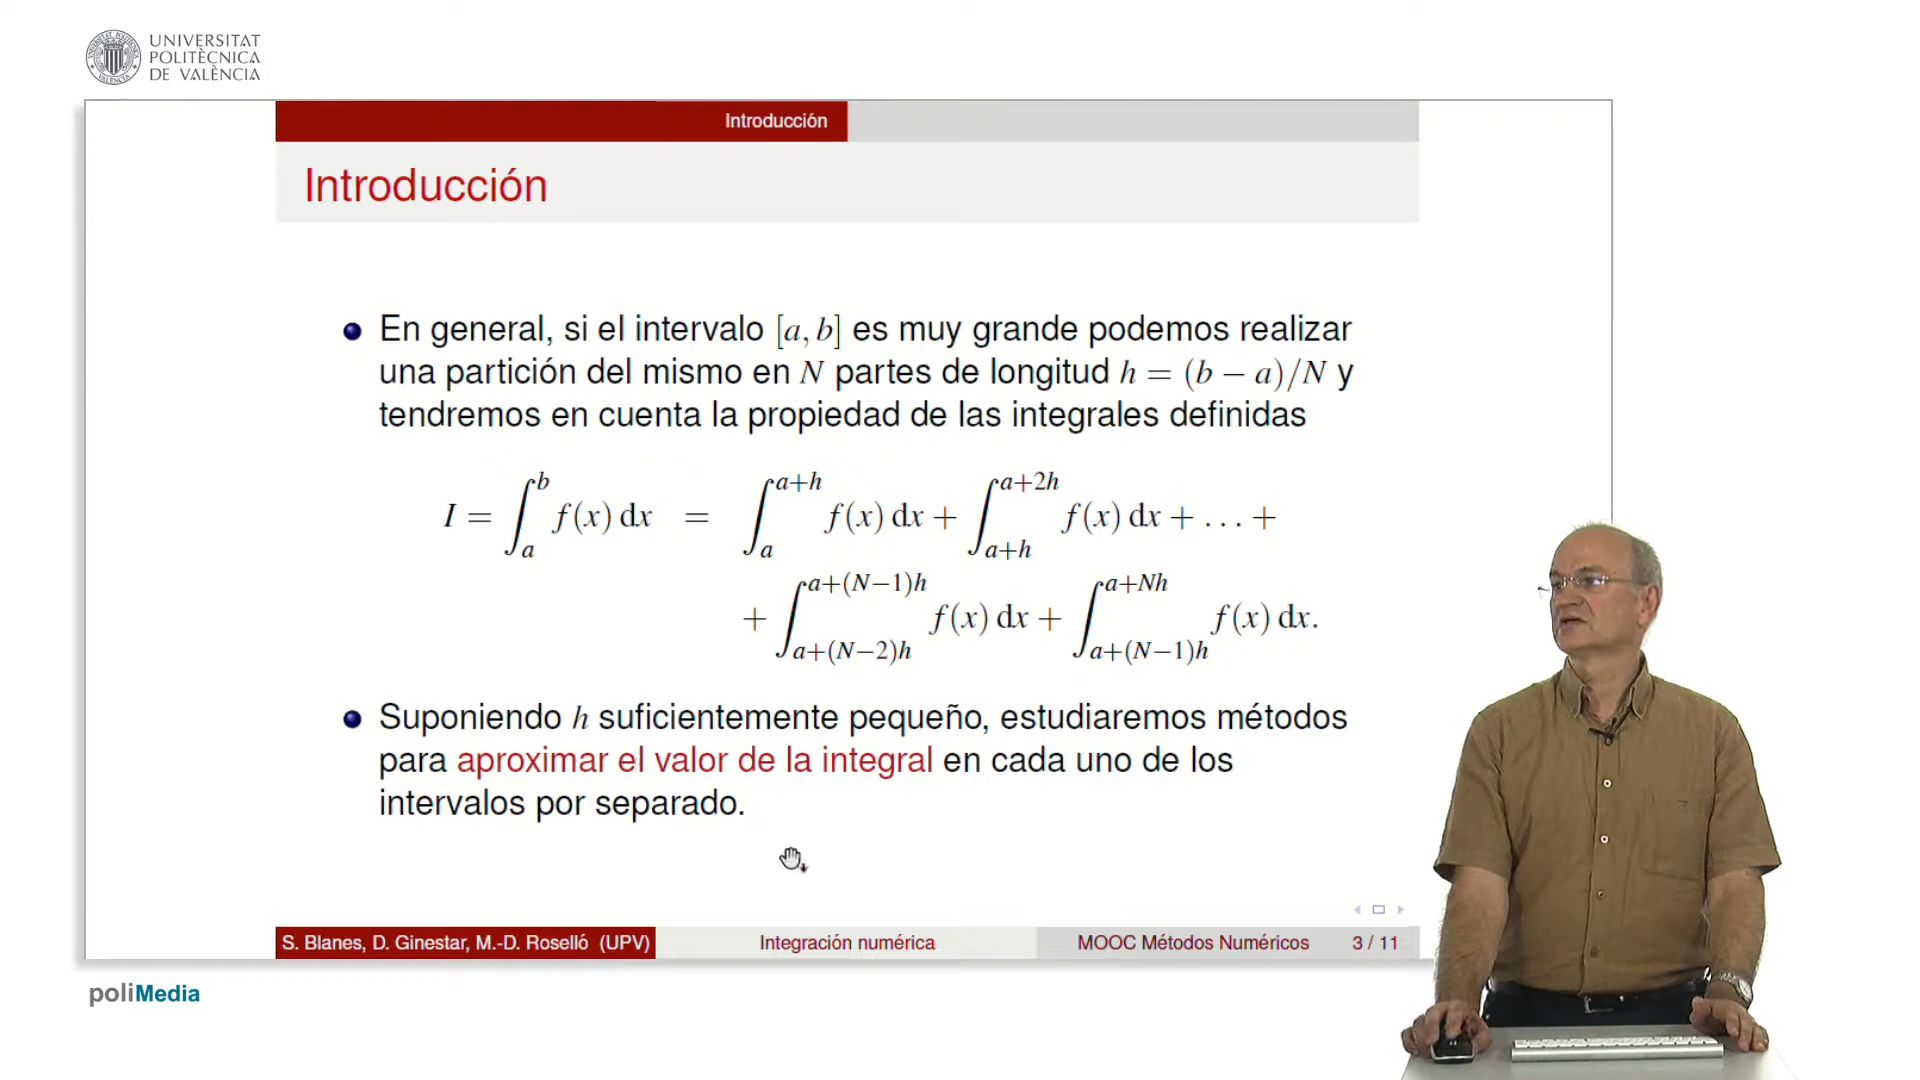 UNIVERSITAT
POLITÈCNICA
DE VALÈNCIA
Introducción
Introducción
En general, si el intervalo [a, b] es muy grande podemos realizar
una partición del mismo en N partes de longitud h = (b − a)/N y
tendremos en cuenta la propiedad de las integrales definidas
I = ∫_a^b f(x) dx = ∫_a^{a+h} f(x) dx + ∫_{a+h}^{a+2h} f(x) dx + . . . +
+ ∫_{a+(N−2)h}^{a+(N−1)h} f(x) dx + ∫_{a+(N−1)h}^{a+Nh} f(x) dx.
Suponiendo h suficientemente pequeño, estudiaremos métodos
para aproximar el valor de la integral en cada uno de los
intervalos por separado.
S. Blanes, D. Ginestar, M.-D. Roselló (UPV) Integración numérica MOOC Métodos Numéricos 3 / 11
poliMedia